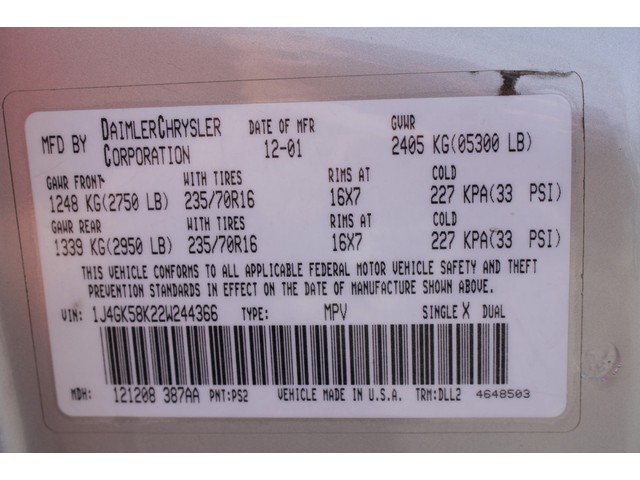 MFD BY DAIMLERCHRYSLER CORPORATION DATE OF MFR 12-01 GVWR 2405 KG(05300 LB)
GAWR FRONT WITH TIRES RIMS AT COLD
1248 KG(2750 LB) 235/70R16 16X7 227 KPA(33 PSI)
GAWR REAR WITH TIRES RIMS AT COLD
1339 KG(2950 LB) 235/70R16 16X7 227 KPA(33 PSI)
THIS VEHICLE CONFORMS TO ALL APPLICABLE FEDERAL MOTOR VEHICLE SAFETY AND THEFT
PREVENTION STANDARDS IN EFFECT ON THE DATE OF MANUFACTURE SHOWN ABOVE.
VIN: 1J4GK58K22W244366 TYPE: MPV SINGLE X DUAL
MDH: 121208 387AA PNT:PS2 VEHICLE MADE IN U.S.A. TRM:DLL2 4648503